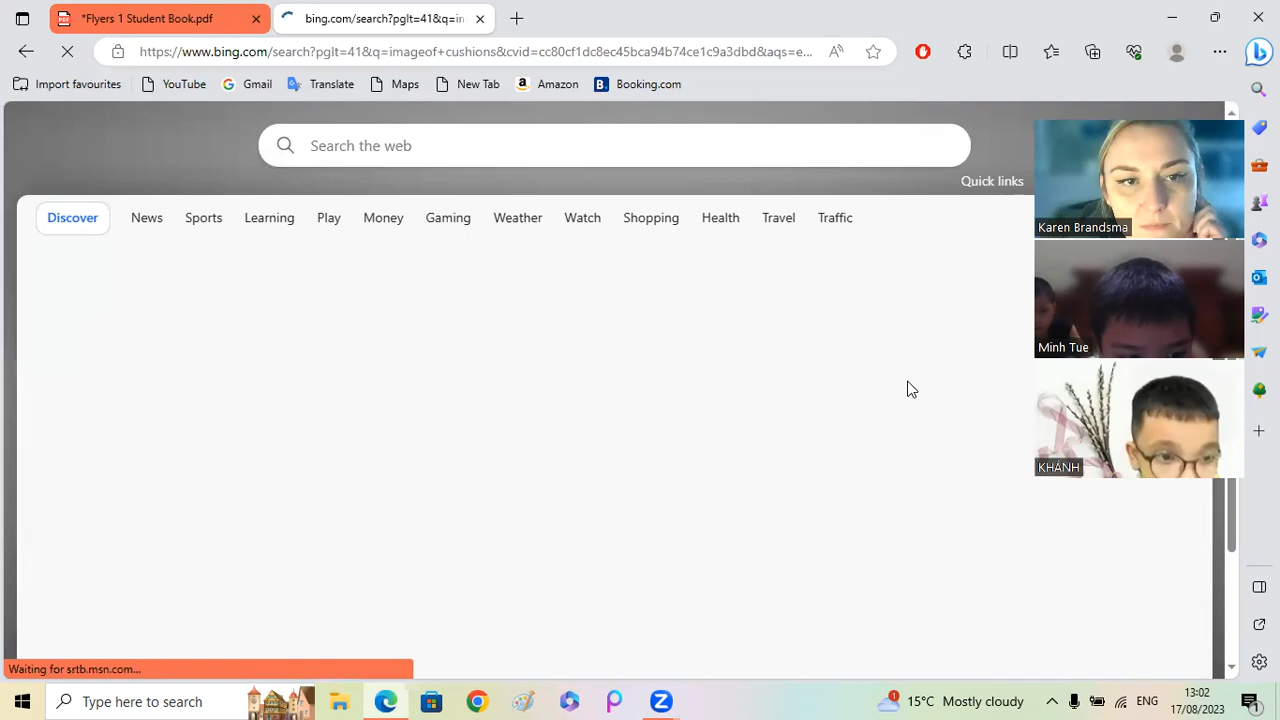 *Flyers 1 Student Book.pdf
bing.com/search?pglt=41&q=in
https://www.bing.com/search?pglt=41&q=imageof+cushions&cvid=cc80cf1dc8ec45bca94b74ce1c9a3dbd&aqs=e...
Import favourites
YouTube
Gmail
Translate
Maps
New Tab
Amazon
Booking.com
Search the web
Quick links
Discover
News
Sports
Learning
Play
Money
Gaming
Weather
Watch
Shopping
Health
Travel
Traffic
Karen Brandsma
Minh Tue
KHÁNH
Waiting for srtb.msn.com...
Type here to search
15°C Mostly cloudy
ENG
13:02
17/08/2023